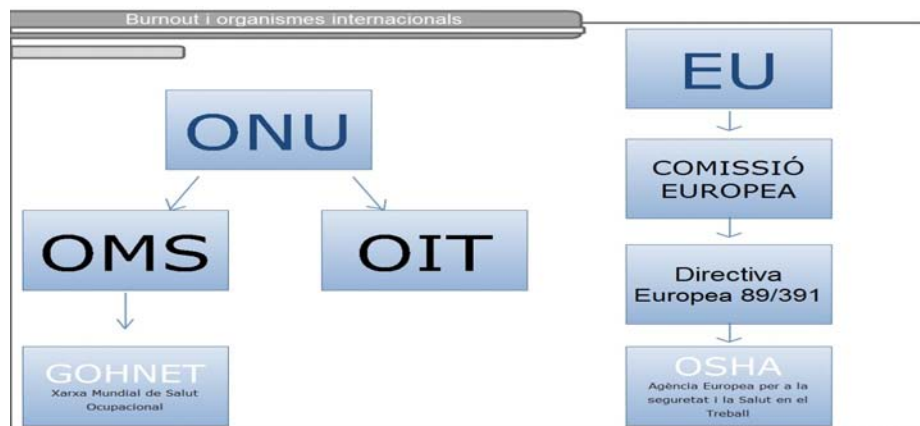 Burnout i organismes internacionals
ONU
OMS
OIT
GOHNET
Xarxa Mundial de Salut
Ocupacional
EU
COMISSIÓ
EUROPEA
Directiva
Europea 89/391
OSHA
Agència Europea per a la
seguretat i la Salut en el
Treball